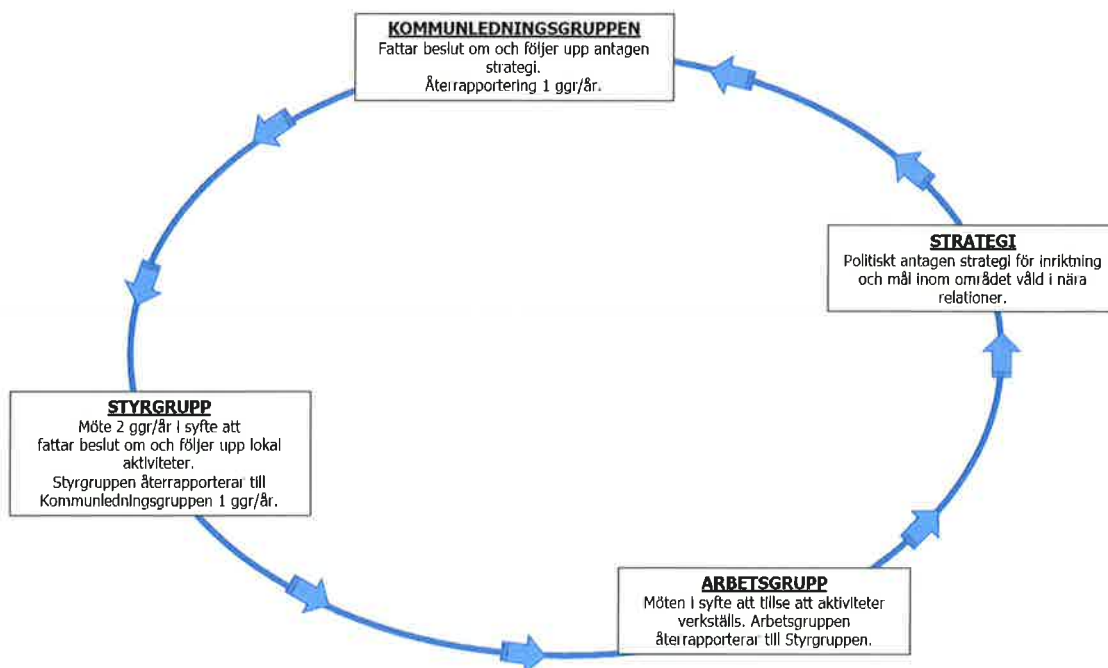 KOMMUNLEDNINGSGRUPPEN
Fattar beslut om och följer upp antagen
strategi.
Återrapportering 1 ggr/år.
STRATEGI
Politiskt antagen strategi för inriktning
och mål inom området våld i nära
relationer.
STYRGRUPP
Möte 2 ggr/år i syfte att
fattar beslut om och följer upp lokal
aktiviteter.
Styrgruppen återrapporterar till
Kommunledningsgruppen 1 ggr/år.
ARBETSGRUPP
Möten i syfte att tillse att aktiviteter
verkställs. Arbetsgruppen
återrapporterar till Styrgruppen.